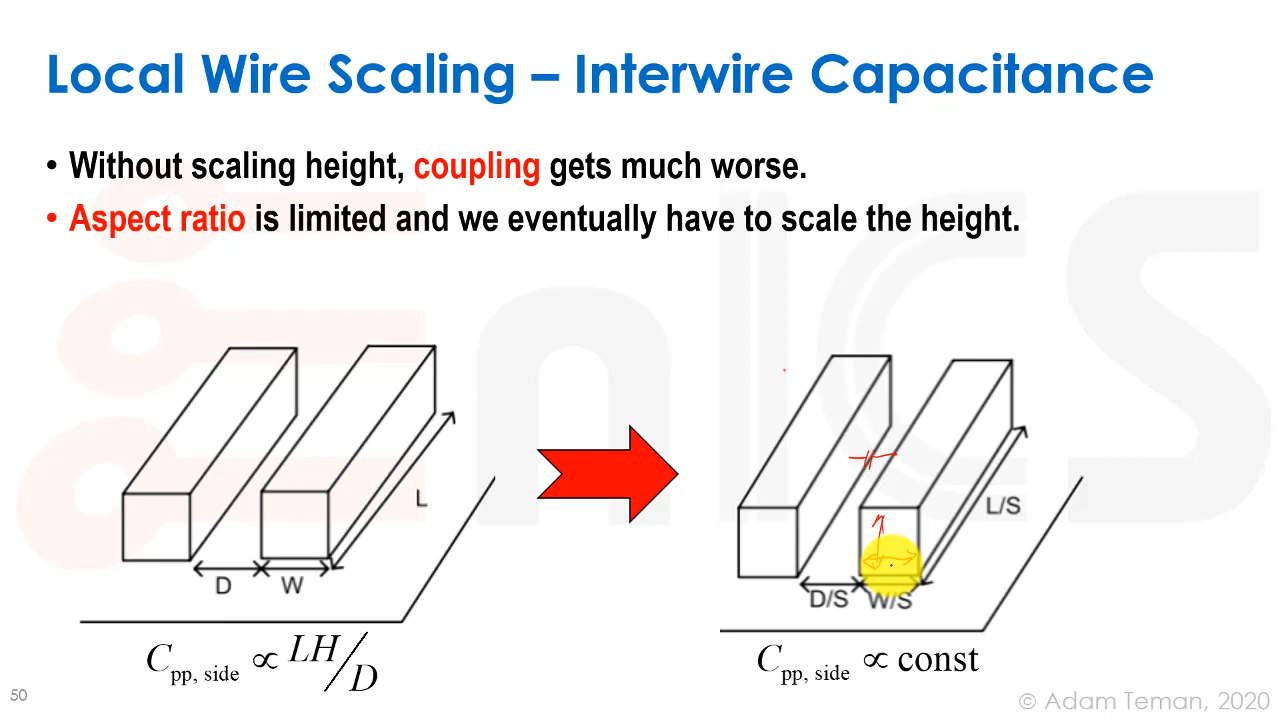 Local Wire Scaling – Interwire Capacitance
• Without scaling height, coupling gets much worse.
• Aspect ratio is limited and we eventually have to scale the height.
L
D
W
L/S
D/S
W/S
C_pp, side ∝ LH/D
C_pp, side ∝ const
50
© Adam Teman, 2020